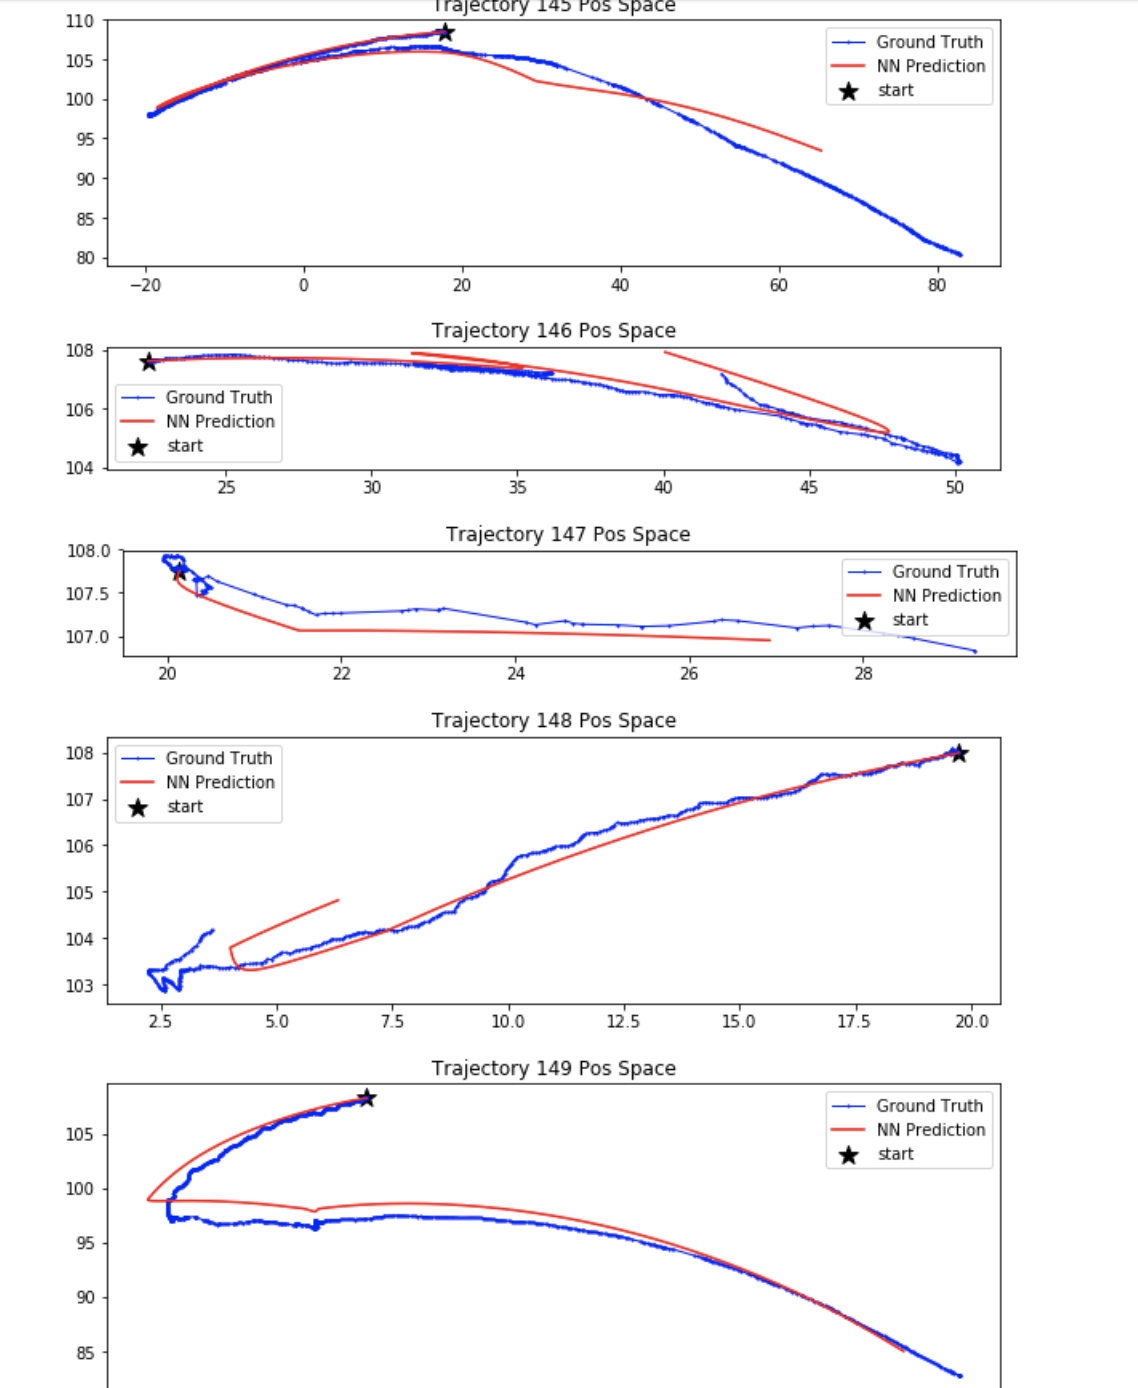 Trajectory 145 Pos Space
110
105
100
95
90
85
80
Ground Truth
NN Prediction
start
−20 0 20 40 60 80
Trajectory 146 Pos Space
108
106
104
Ground Truth
NN Prediction
start
25 30 35 40 45 50
Trajectory 147 Pos Space
108.0
107.5
107.0
Ground Truth
NN Prediction
start
20 22 24 26 28
Trajectory 148 Pos Space
108
107
106
105
104
103
Ground Truth
NN Prediction
start
2.5 5.0 7.5 10.0 12.5 15.0 17.5 20.0
Trajectory 149 Pos Space
105
100
95
90
85
Ground Truth
NN Prediction
start